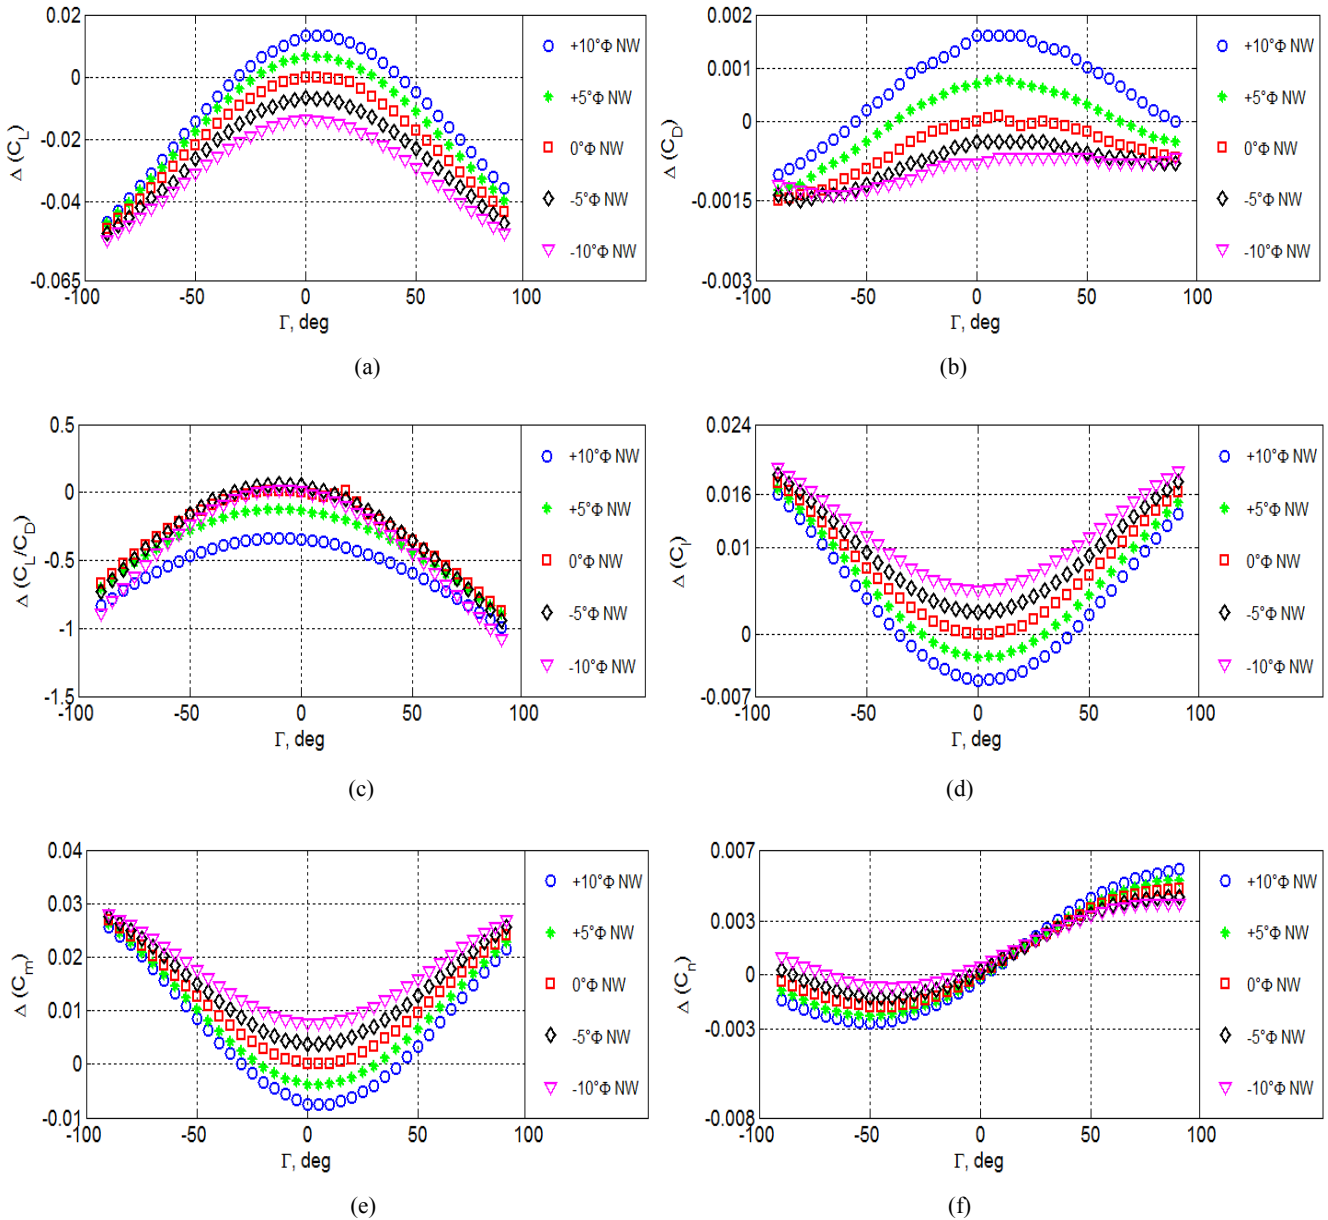 0.02
0
-0.02
-0.04
-0.065
Δ (C_L)
-100 -50 0 50 100
Γ, deg
+10°Φ NW
+5°Φ NW
0°Φ NW
-5°Φ NW
-10°Φ NW
(a)
0.002
0.001
0
-0.0015
-0.003
Δ (C_D)
-100 -50 0 50 100
Γ, deg
+10°Φ NW
+5°Φ NW
0°Φ NW
-5°Φ NW
-10°Φ NW
(b)
0.5
0
-0.5
-1
-1.5
Δ (C_L/C_D)
-100 -50 0 50 100
Γ, deg
+10°Φ NW
+5°Φ NW
0°Φ NW
-5°Φ NW
-10°Φ NW
(c)
0.024
0.016
0.01
0
-0.007
Δ (C_l)
-100 -50 0 50 100
Γ, deg
+10°Φ NW
+5°Φ NW
0°Φ NW
-5°Φ NW
-10°Φ NW
(d)
0.04
0.03
0.02
0.01
0
-0.01
Δ (C_m)
-100 -50 0 50 100
Γ, deg
+10°Φ NW
+5°Φ NW
0°Φ NW
-5°Φ NW
-10°Φ NW
(e)
0.007
0.003
0
-0.003
-0.008
Δ (C_n)
-100 -50 0 50 100
Γ, deg
+10°Φ NW
+5°Φ NW
0°Φ NW
-5°Φ NW
-10°Φ NW
(f)